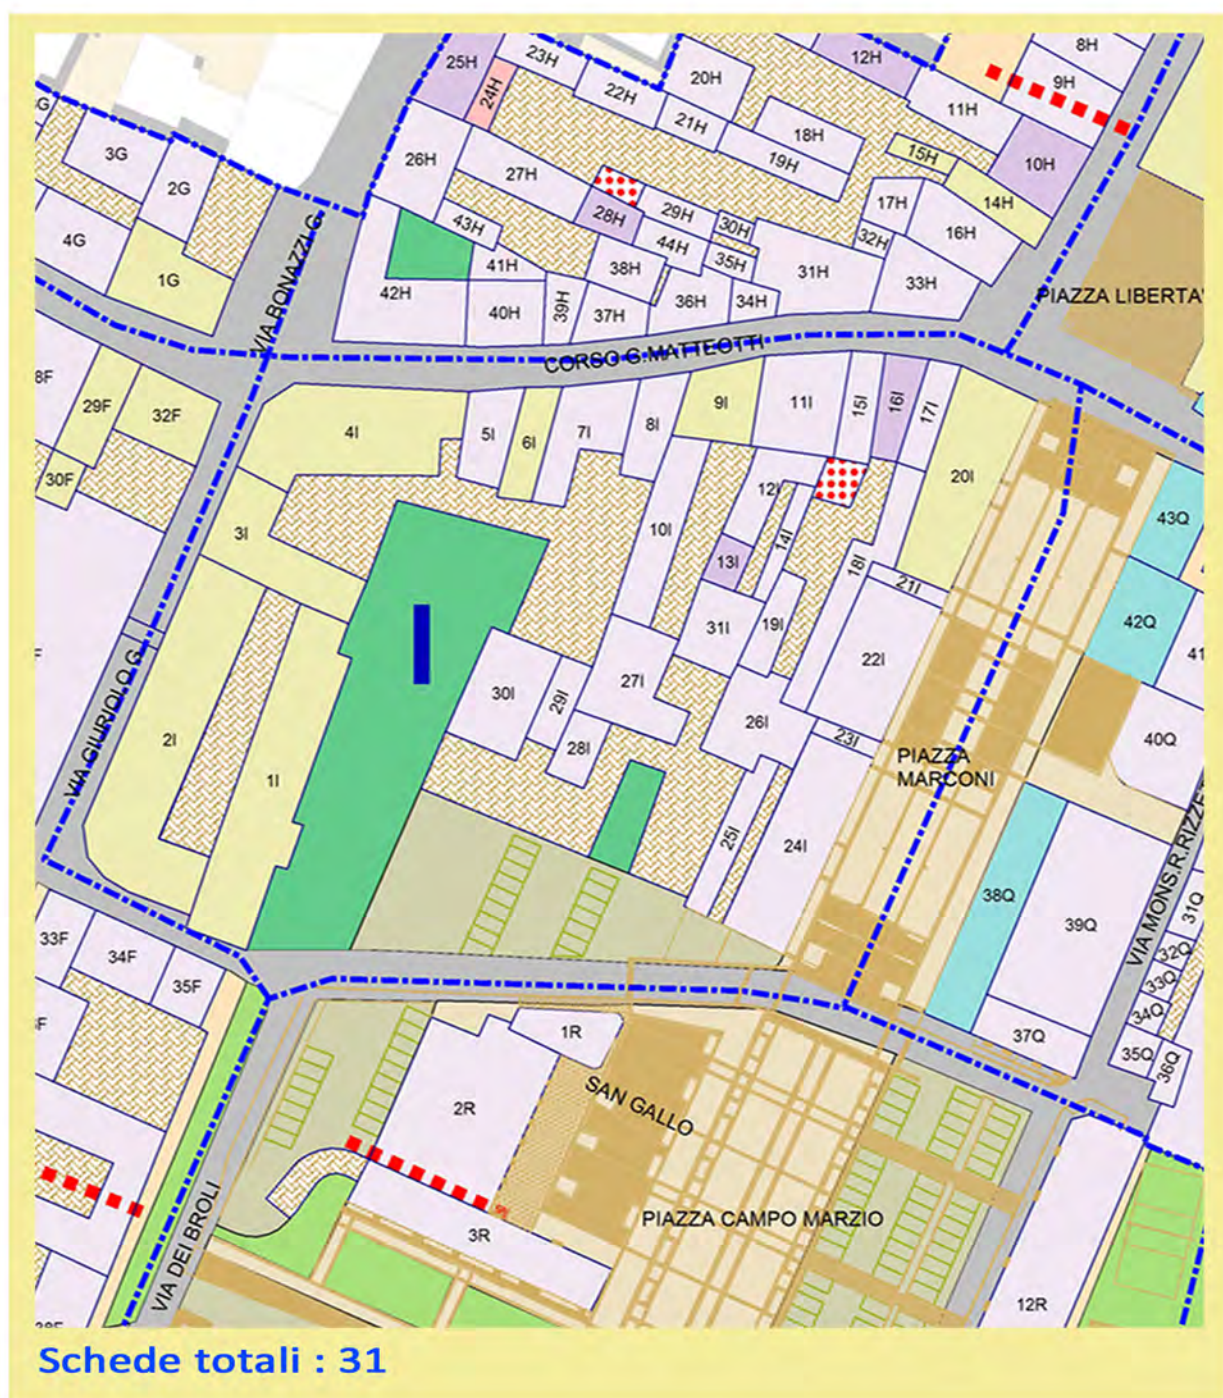 25H
23H
24H
22H
20H
21H
12H
8H
9H
11H
18H
19H
15H
10H
14H
3G
2G
4G
1G
26H
27H
28H
43H
29H
30H
44H
35H
17H
32H
16H
31H
33H
38H
41H
42H
40H
39H
37H
36H
34H
PIAZZA LIBERTA'
VIA BONAZZI G.
CORSO G.MATTEOTTI
8F
29F
32F
30F
4I
5I
6I
7I
8I
9I
11I
15I
16I
17I
20I
12I
10I
14I
13I
18I
21I
3I
43Q
42Q
41
31I
19I
22I
27I
30I
29I
28I
26I
23I
40Q
2I
1I
VIA GIURIOLO G.
PIAZZA
MARCONI
25I
24I
38Q
39Q
VIA MONS.R.RIZZE
31Q
32Q
33Q
34Q
35Q
36Q
37Q
33F
34F
35F
1R
2R
SAN GALLO
3R
PIAZZA CAMPO MARZIO
VIA DEI BROLI
12R
Schede totali : 31